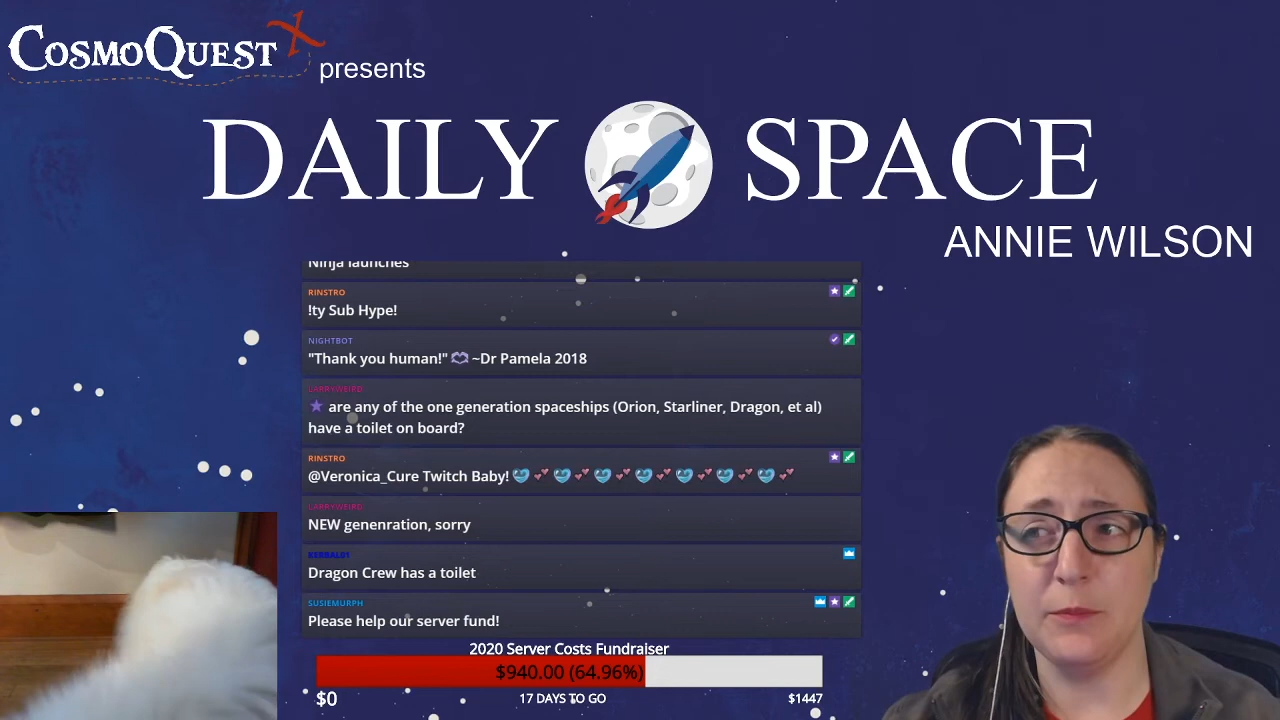 COSMOQUEST X
presents
DAILY SPACE
ANNIE WILSON
Ninja launches
RINSTRO
!ty Sub Hype!
NIGHTBOT
"Thank you human!" ~Dr Pamela 2018
LARRYWEIRD
are any of the one generation spaceships (Orion, Starliner, Dragon, et al)
have a toilet on board?
RINSTRO
@Veronica_Cure Twitch Baby!
LARRYWEIRD
NEW genenration, sorry
KERBAL01
Dragon Crew has a toilet
SUSIEMURPH
Please help our server fund!
2020 Server Costs Fundraiser
$940.00 (64.96%)
$0 17 DAYS TO GO $1447